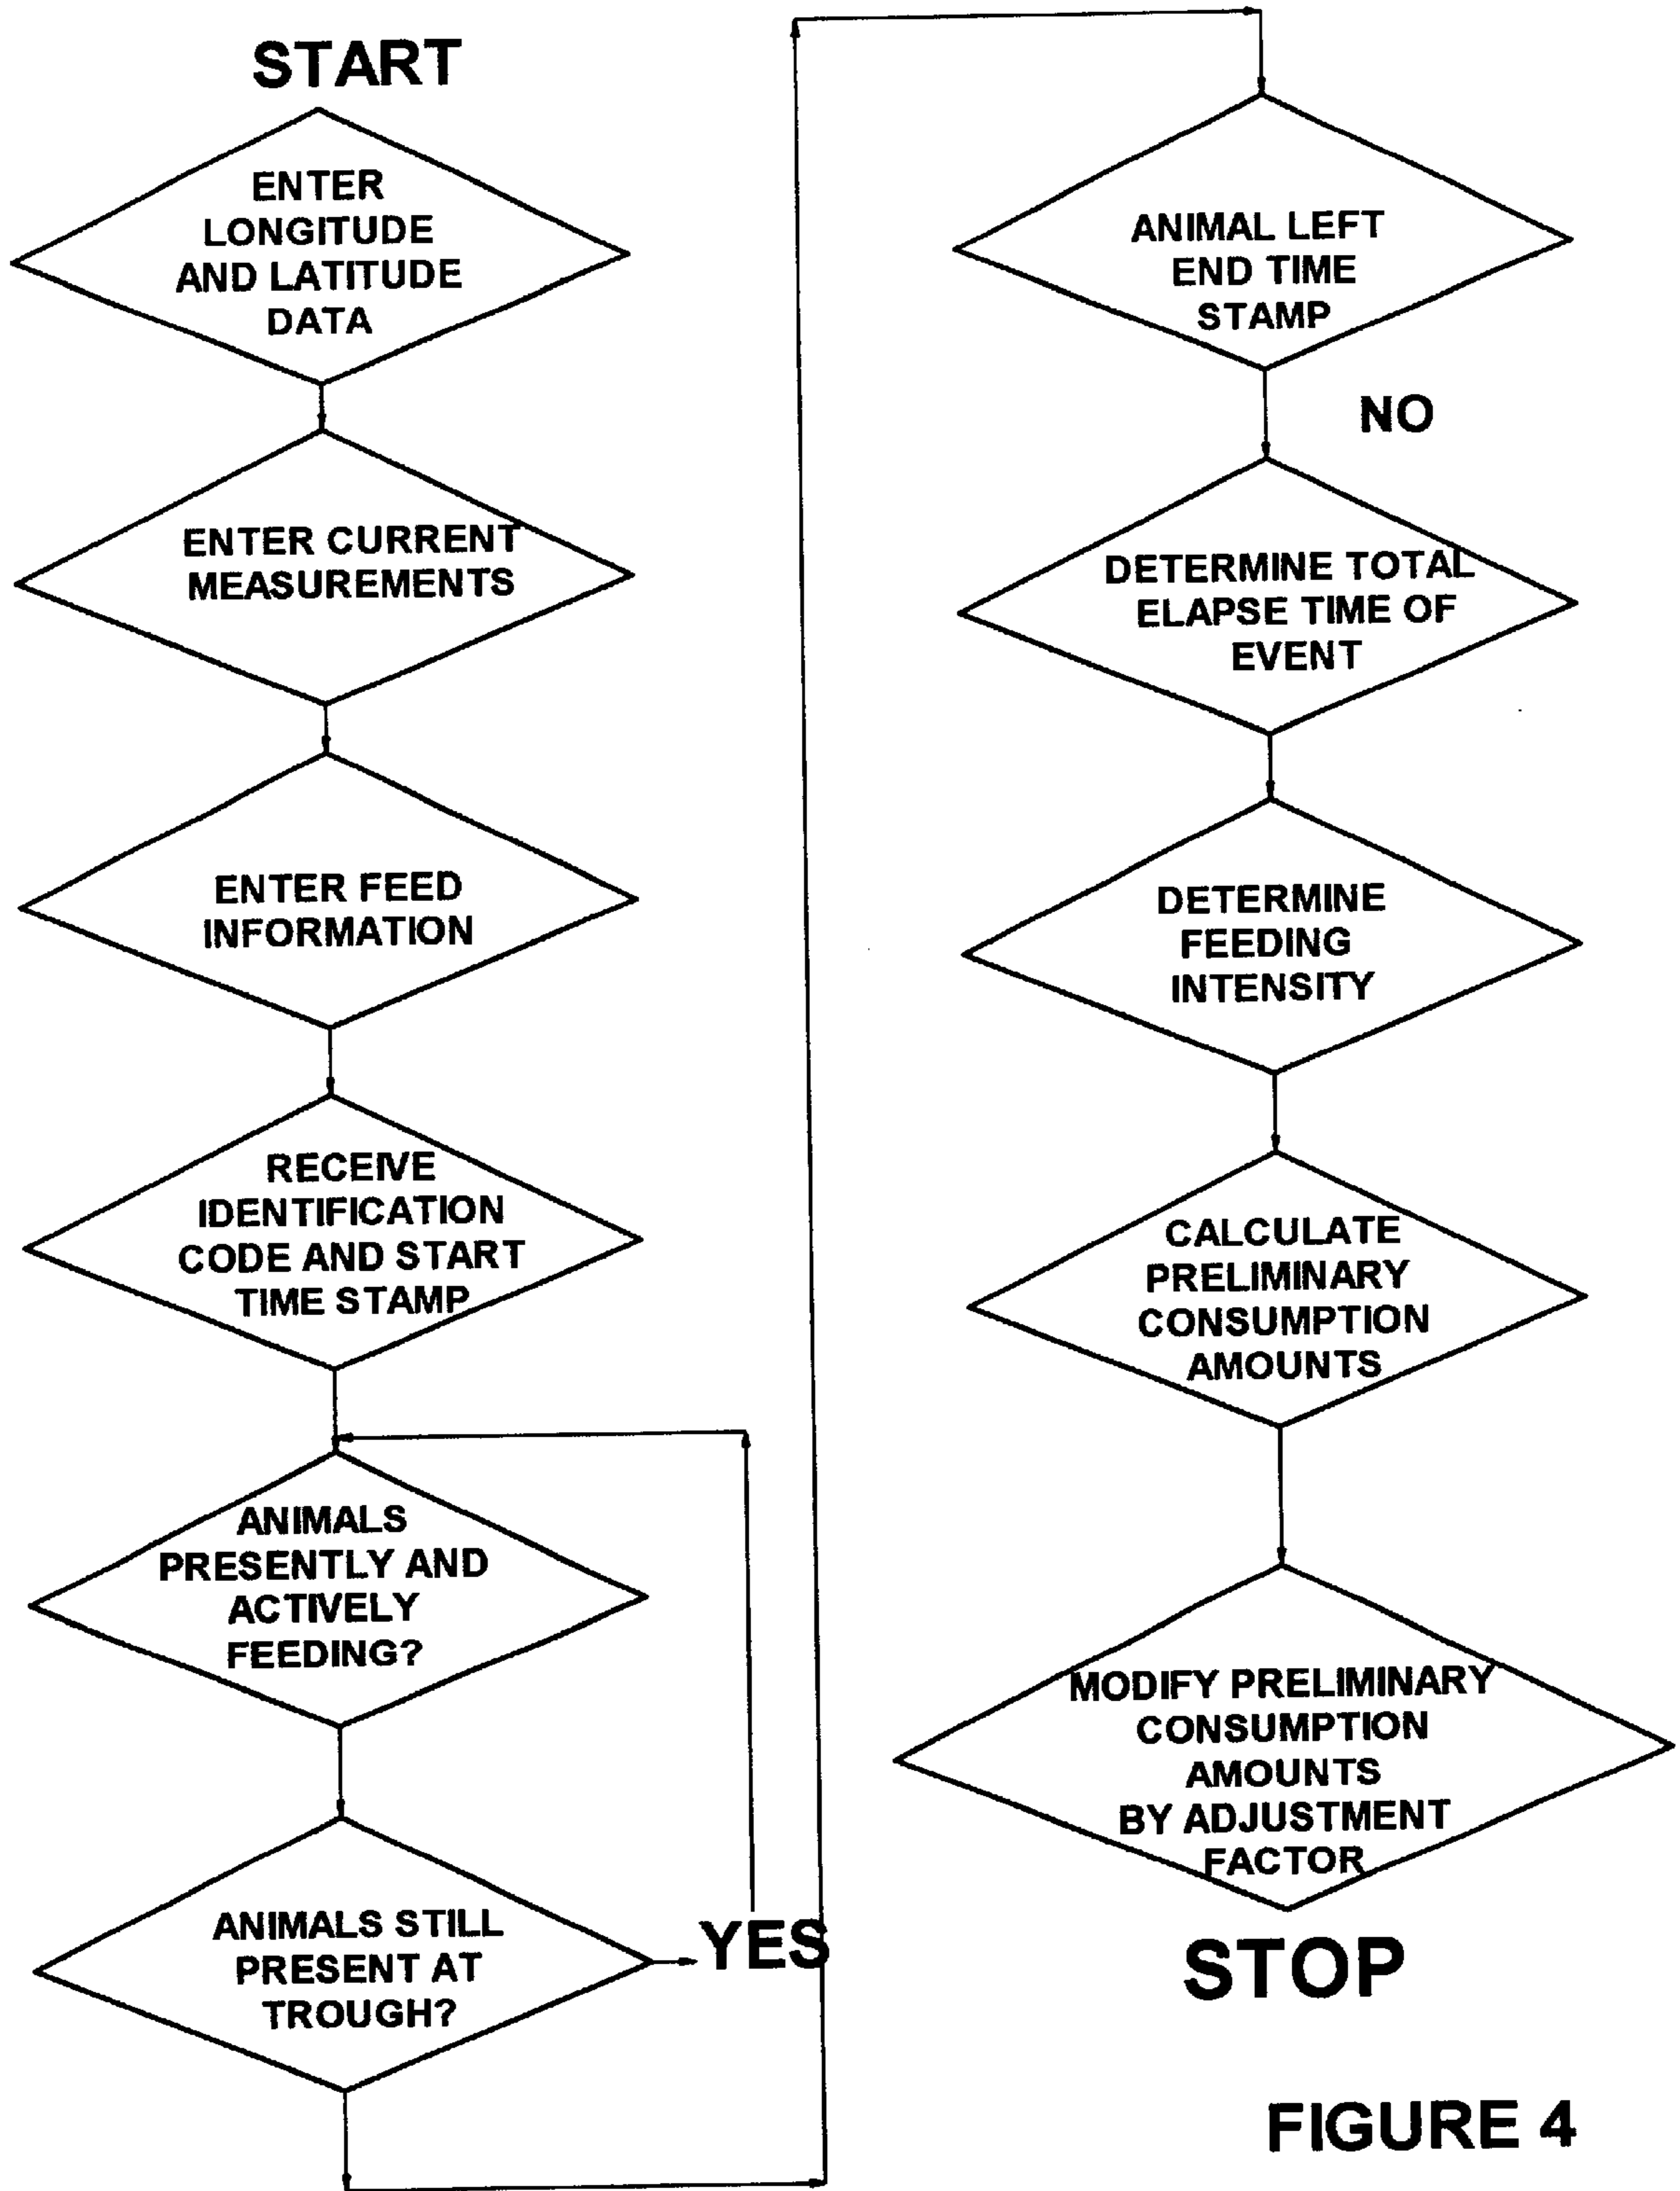 START
ENTER
LONGITUDE
AND LATITUDE
DATA
ENTER CURRENT
MEASUREMENTS
ENTER FEED
INFORMATION
RECEIVE
IDENTIFICATION
CODE AND START
TIME STAMP
ANIMALS
PRESENTLY AND
ACTIVELY
FEEDING?
ANIMALS STILL
PRESENT AT
TROUGH?
YES
ANIMAL LEFT
END TIME
STAMP
NO
DETERMINE TOTAL
ELAPSE TIME OF
EVENT
DETERMINE
FEEDING
INTENSITY
CALCULATE
PRELIMINARY
CONSUMPTION
AMOUNTS
MODIFY PRELIMINARY
CONSUMPTION
AMOUNTS
BY ADJUSTMENT
FACTOR
STOP
FIGURE 4